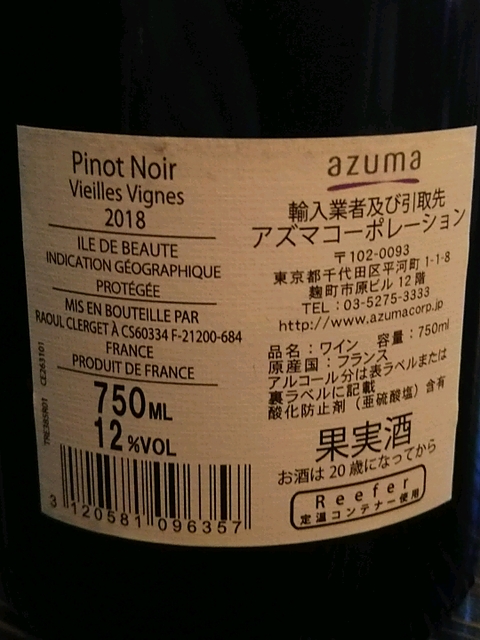 Pinot Noir
Vieilles Vignes
2018
ILE DE BEAUTE
INDICATION GÉOGRAPHIQUE
PROTÉGÉE
MIS EN BOUTEILLE PAR
RAOUL CLERGET À CS60334 F-21200-684
FRANCE
PRODUIT DE FRANCE
750ML
12%VOL
3 120581 096357
TRE385R01 CE263101
azuma
輸入業者及び引取先
アズマコーポレーション
〒102-0093
東京都千代田区平河町1-1-8
麹町市原ビル12階
TEL:03-5275-3333
http://www.azumacorp.jp
品名:ワイン 容量:750ml
原産国:フランス
アルコール分は表ラベルまたは
裏ラベルに記載
酸化防止剤(亜硫酸塩)含有
果実酒
お酒は20歳になってから
Reefer
定温コンテナー使用